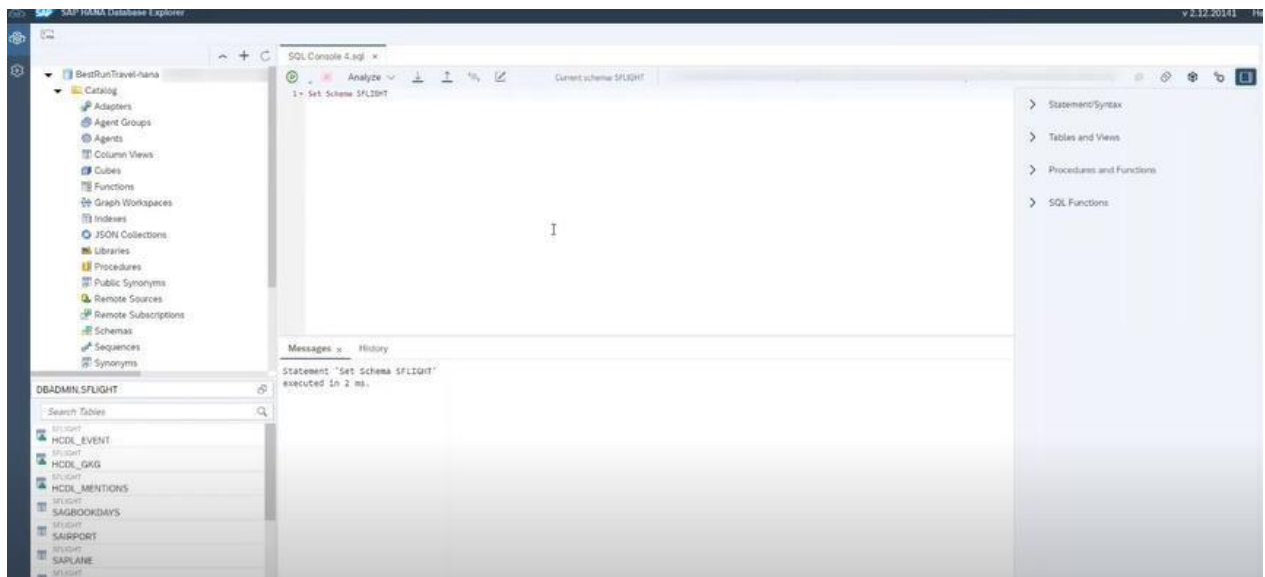 SAP HANA Database Explorer
v 2.12.20141
He
SQL Console 4.sql ×
Analyze
Current schema: SFLIGHT
1 Set Schema SFLIGHT
BestRunTravel-hana
Catalog
Adapters
Agent Groups
Agents
Column Views
Cubes
Functions
Graph Workspaces
Indexes
JSON Collections
Libraries
Procedures
Public Synonyms
Remote Sources
Remote Subscriptions
Schemas
Sequences
Synonyms
DBADMIN.SFLIGHT
Search Tables
SFLIGHT
HCDL_EVENT
SFLIGHT
HCDL_GKG
SFLIGHT
HCDL_MENTIONS
SFLIGHT
SAGBOOKDAYS
SFLIGHT
SAIRPORT
SFLIGHT
SAPLANE
SFLIGHT
Messages × History
Statement 'Set Schema SFLIGHT'
executed in 2 ms.
Statement/Syntax
Tables and Views
Procedures and Functions
SQL Functions